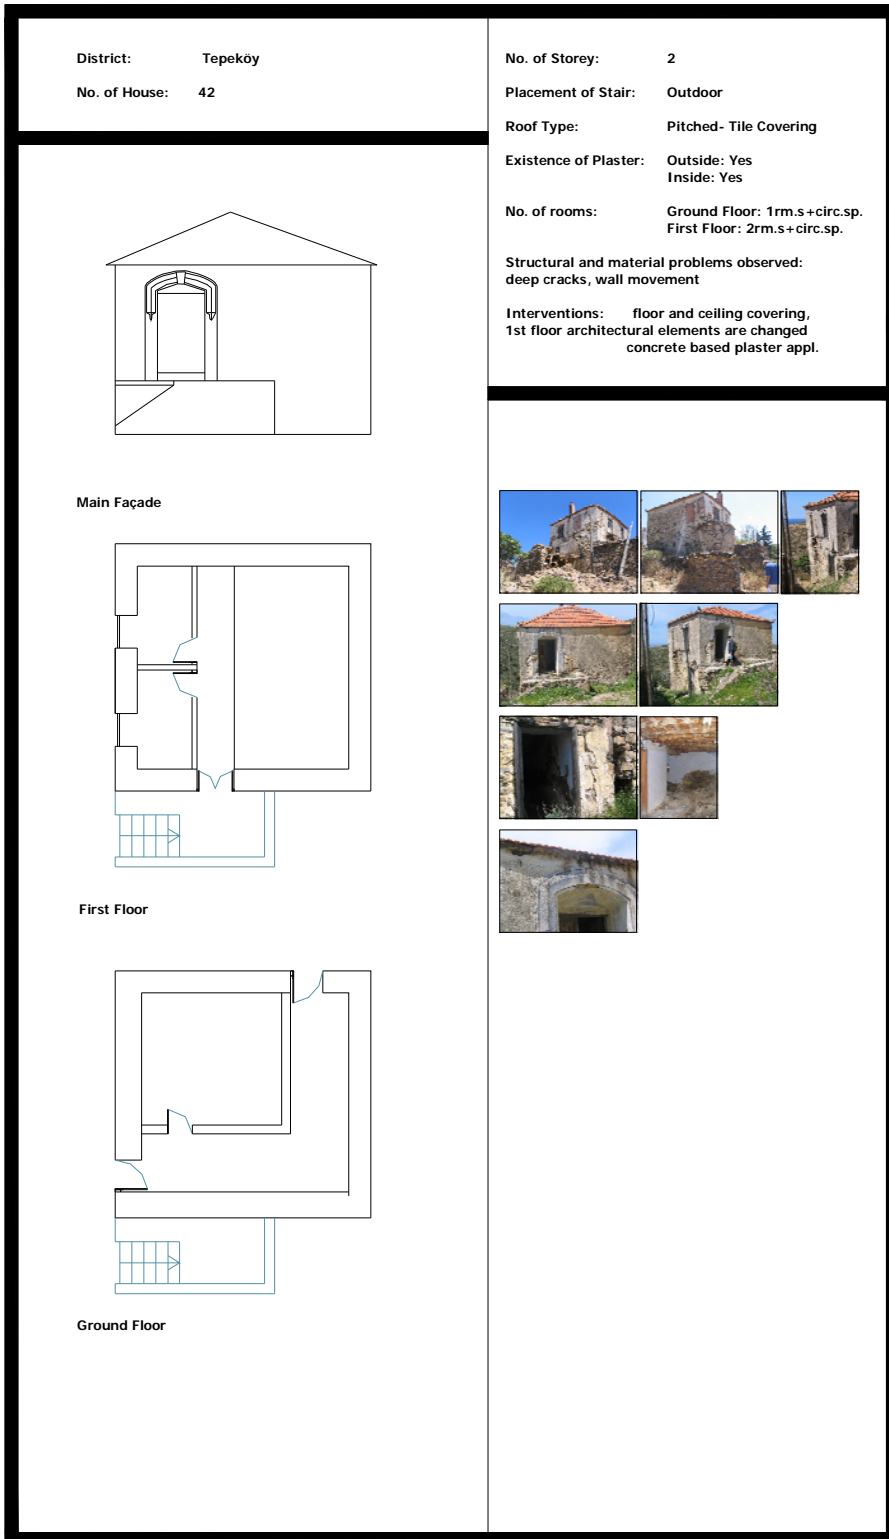 District: Tepeköy
No. of House: 42
No. of Storey: 2
Placement of Stair: Outdoor
Roof Type: Pitched- Tile Covering
Existence of Plaster: Outside: Yes
Inside: Yes
No. of rooms: Ground Floor: 1rm.s+circ.sp.
First Floor: 2rm.s+circ.sp.
Structural and material problems observed:
deep cracks, wall movement
Interventions: floor and ceiling covering,
1st floor architectural elements are changed
concrete based plaster appl.
Main Façade
First Floor
Ground Floor